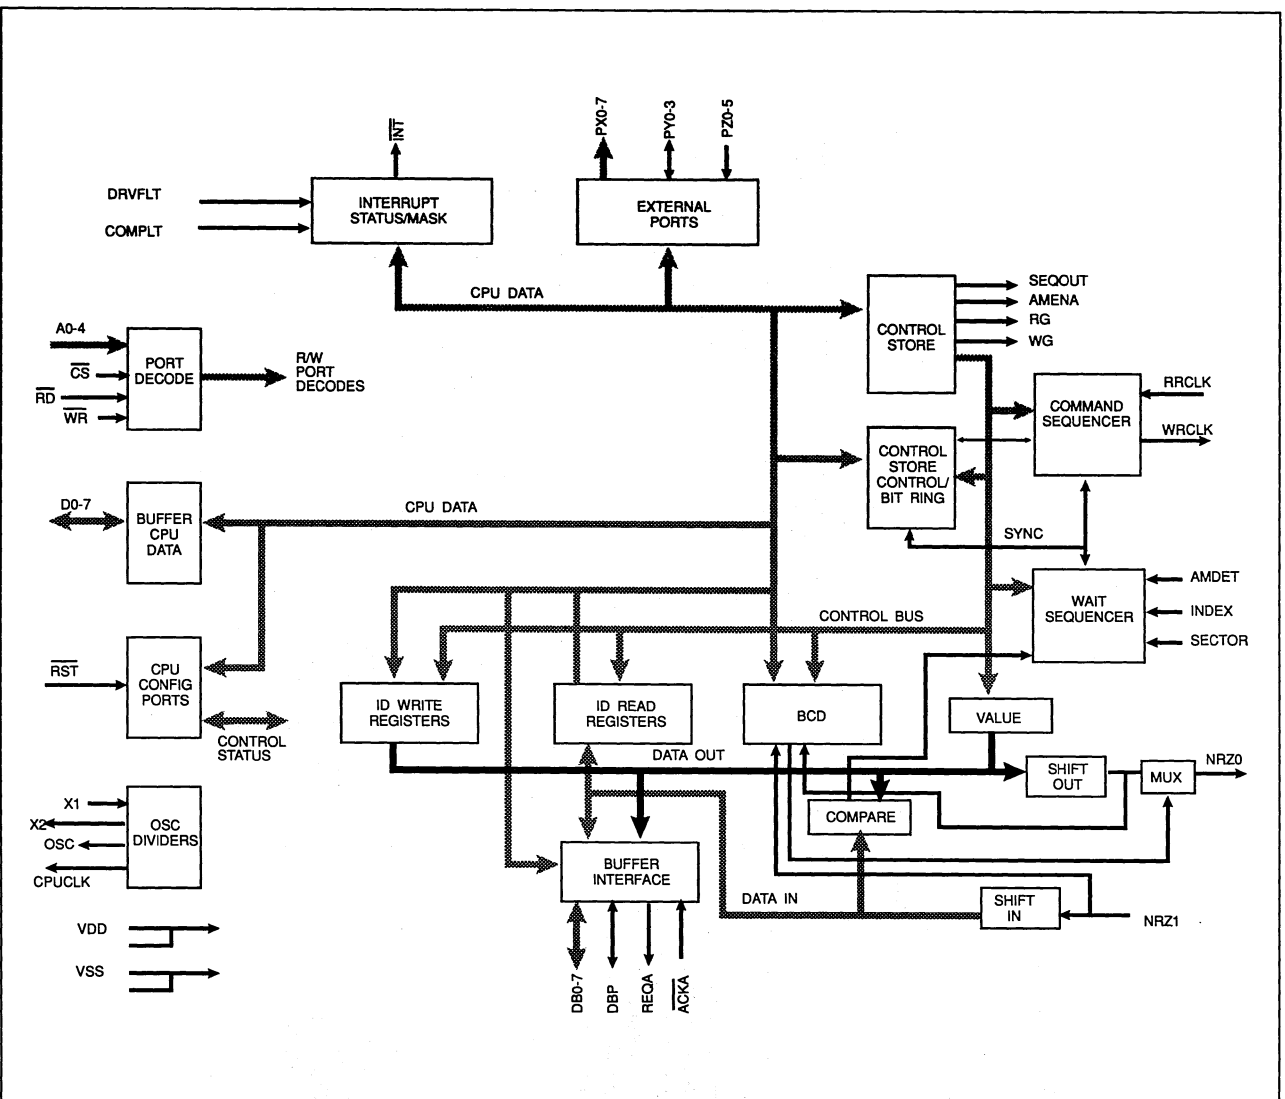 INT
PX0-7
PY0-3
PZ0-5
DRVFLT
COMPLT
INTERRUPT
STATUS/MASK
EXTERNAL
PORTS
CPU DATA
CONTROL
STORE
SEQOUT
AMENA
RG
WG
A0-4
CS
RD
WR
PORT
DECODE
R/W
PORT
DECODES
COMMAND
SEQUENCER
RRCLK
WRCLK
CONTROL
STORE
CONTROL/
BIT RING
D0-7
BUFFER
CPU
DATA
CPU DATA
SYNC
WAIT
SEQUENCER
AMDET
INDEX
SECTOR
CONTROL BUS
RST
CPU
CONFIG
PORTS
CONTROL
STATUS
ID WRITE
REGISTERS
ID READ
REGISTERS
BCD
VALUE
DATA OUT
SHIFT
OUT
MUX
NRZ0
X1
X2
OSC
CPUCLK
OSC
DIVIDERS
COMPARE
BUFFER
INTERFACE
DATA IN
SHIFT
IN
NRZ1
VDD
VSS
DB0-7
DBP
REQA
ACKA